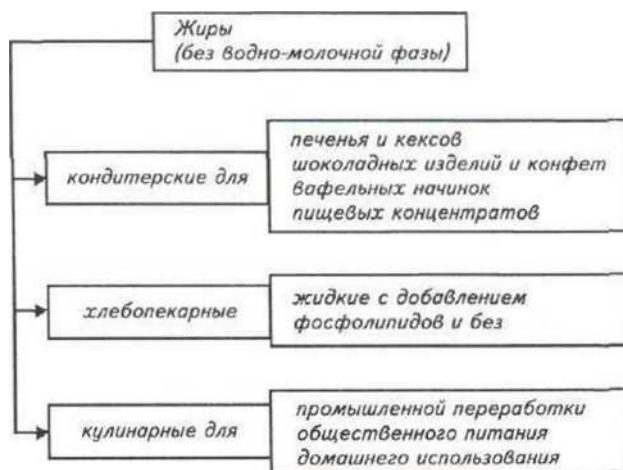 Жиры
(без водно-молочной фазы)
кондитерские для
печенья и кексов
шоколадных изделий и конфет
вафельных начинок
пищевых концентратов
хлебопекарные
жидкие с добавлением
фосфолипидов и без
кулинарные для
промышленной переработки
общественного питания
домашнего использования